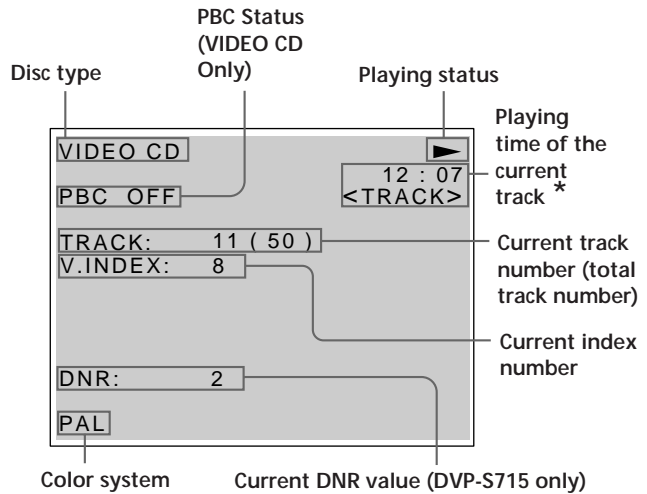 PBC Status
(VIDEO CD
Only)
Disc type
Playing status
Playing
time of the
current
track *
VIDEO CD
12 : 07
<TRACK>
PBC OFF
TRACK: 11 ( 50 )
V.INDEX: 8
Current track
number (total
track number)
Current index
number
DNR: 2
PAL
Color system
Current DNR value (DVP-S715 only)